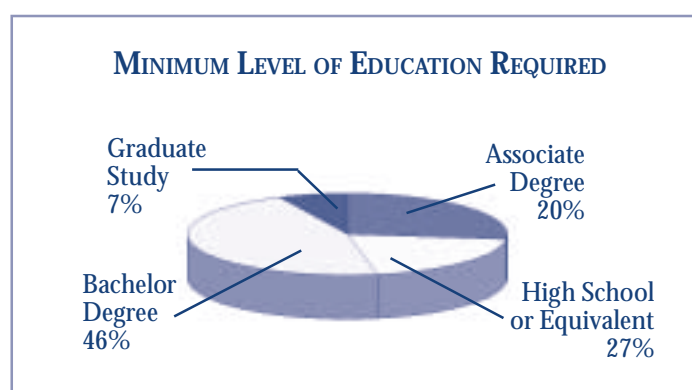 MINIMUM LEVEL OF EDUCATION REQUIRED
Graduate
Study
7%
Associate
Degree
20%
Bachelor
Degree
46%
High School
or Equivalent
27%